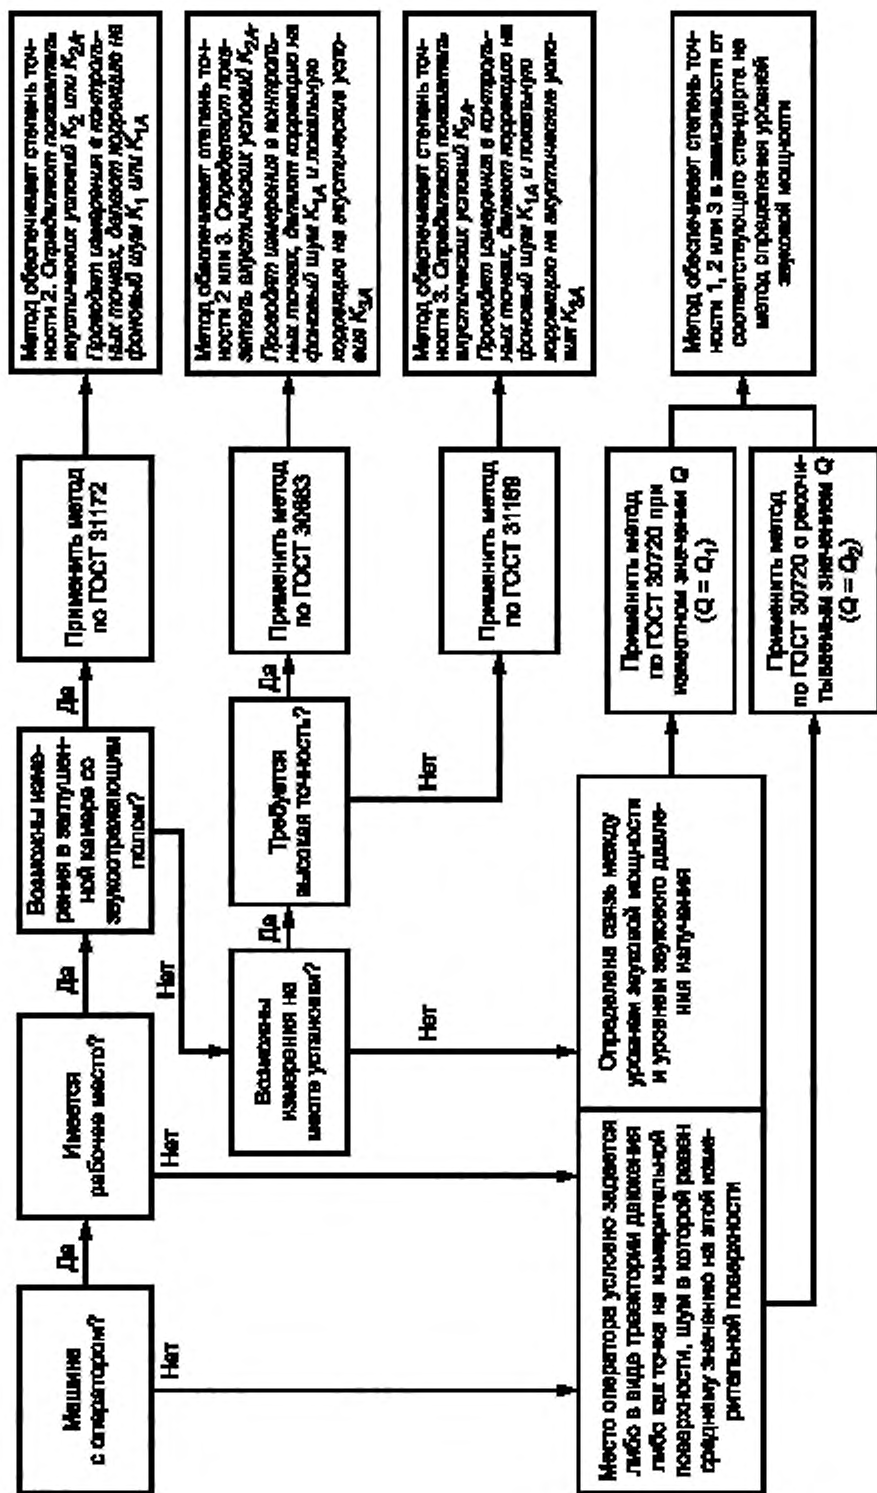 Машина
с оператором?
Да
Нет
Имеется
рабочее место?
Да
Нет
Возможны изме-
рения в заглушен-
ной камере со
звукоотражающим
полом?
Да
Нет
Применить метод
по ГОСТ 31172
Метод обеспечивает степень точ-
ности 2. Определяют показатель
акустических условий K2 или K2A.
Проводят измерения в контроль-
ных точках, делают коррекцию на
фоновый шум K1 или K1A
Возможны
измерения на
месте установки?
Да
Нет
Требуется
высокая точность?
Да
Нет
Применить метод
по ГОСТ 30683
Метод обеспечивает степень точ-
ности 2 или 3. Определяют пока-
затель акустических условий K2A.
Проводят измерения в контроль-
ных точках, делают коррекцию на
фоновый шум K1A и локальную
коррекцию на акустические усло-
вия K3A
Применить метод
по ГОСТ 31169
Метод обеспечивает степень точ-
ности 3. Определяют показатель
акустических условий K2A.
Проводят измерения в контроль-
ных точках, делают коррекцию на
фоновый шум K1A и локальную
коррекцию на акустические усло-
вия K3A
Место оператора условно задается
либо в виде траектории движения
либо как точка на измерительной
поверхности, шум в которой равен
среднему значению на этой изме-
рительной поверхности
Определена связь между
уровнем звуковой мощности
и уровнем звукового давле-
ния излучения
Применить метод
по ГОСТ 30720 при
известном значении Q
(Q = Q1)
Применить метод
по ГОСТ 30720 с рассчи-
тываемым значением Q
(Q = Q2)
Метод обеспечивает степень точ-
ности 1, 2 или 3 в зависимости от
соответствующего стандарта на
метод определения уровней
звуковой мощности